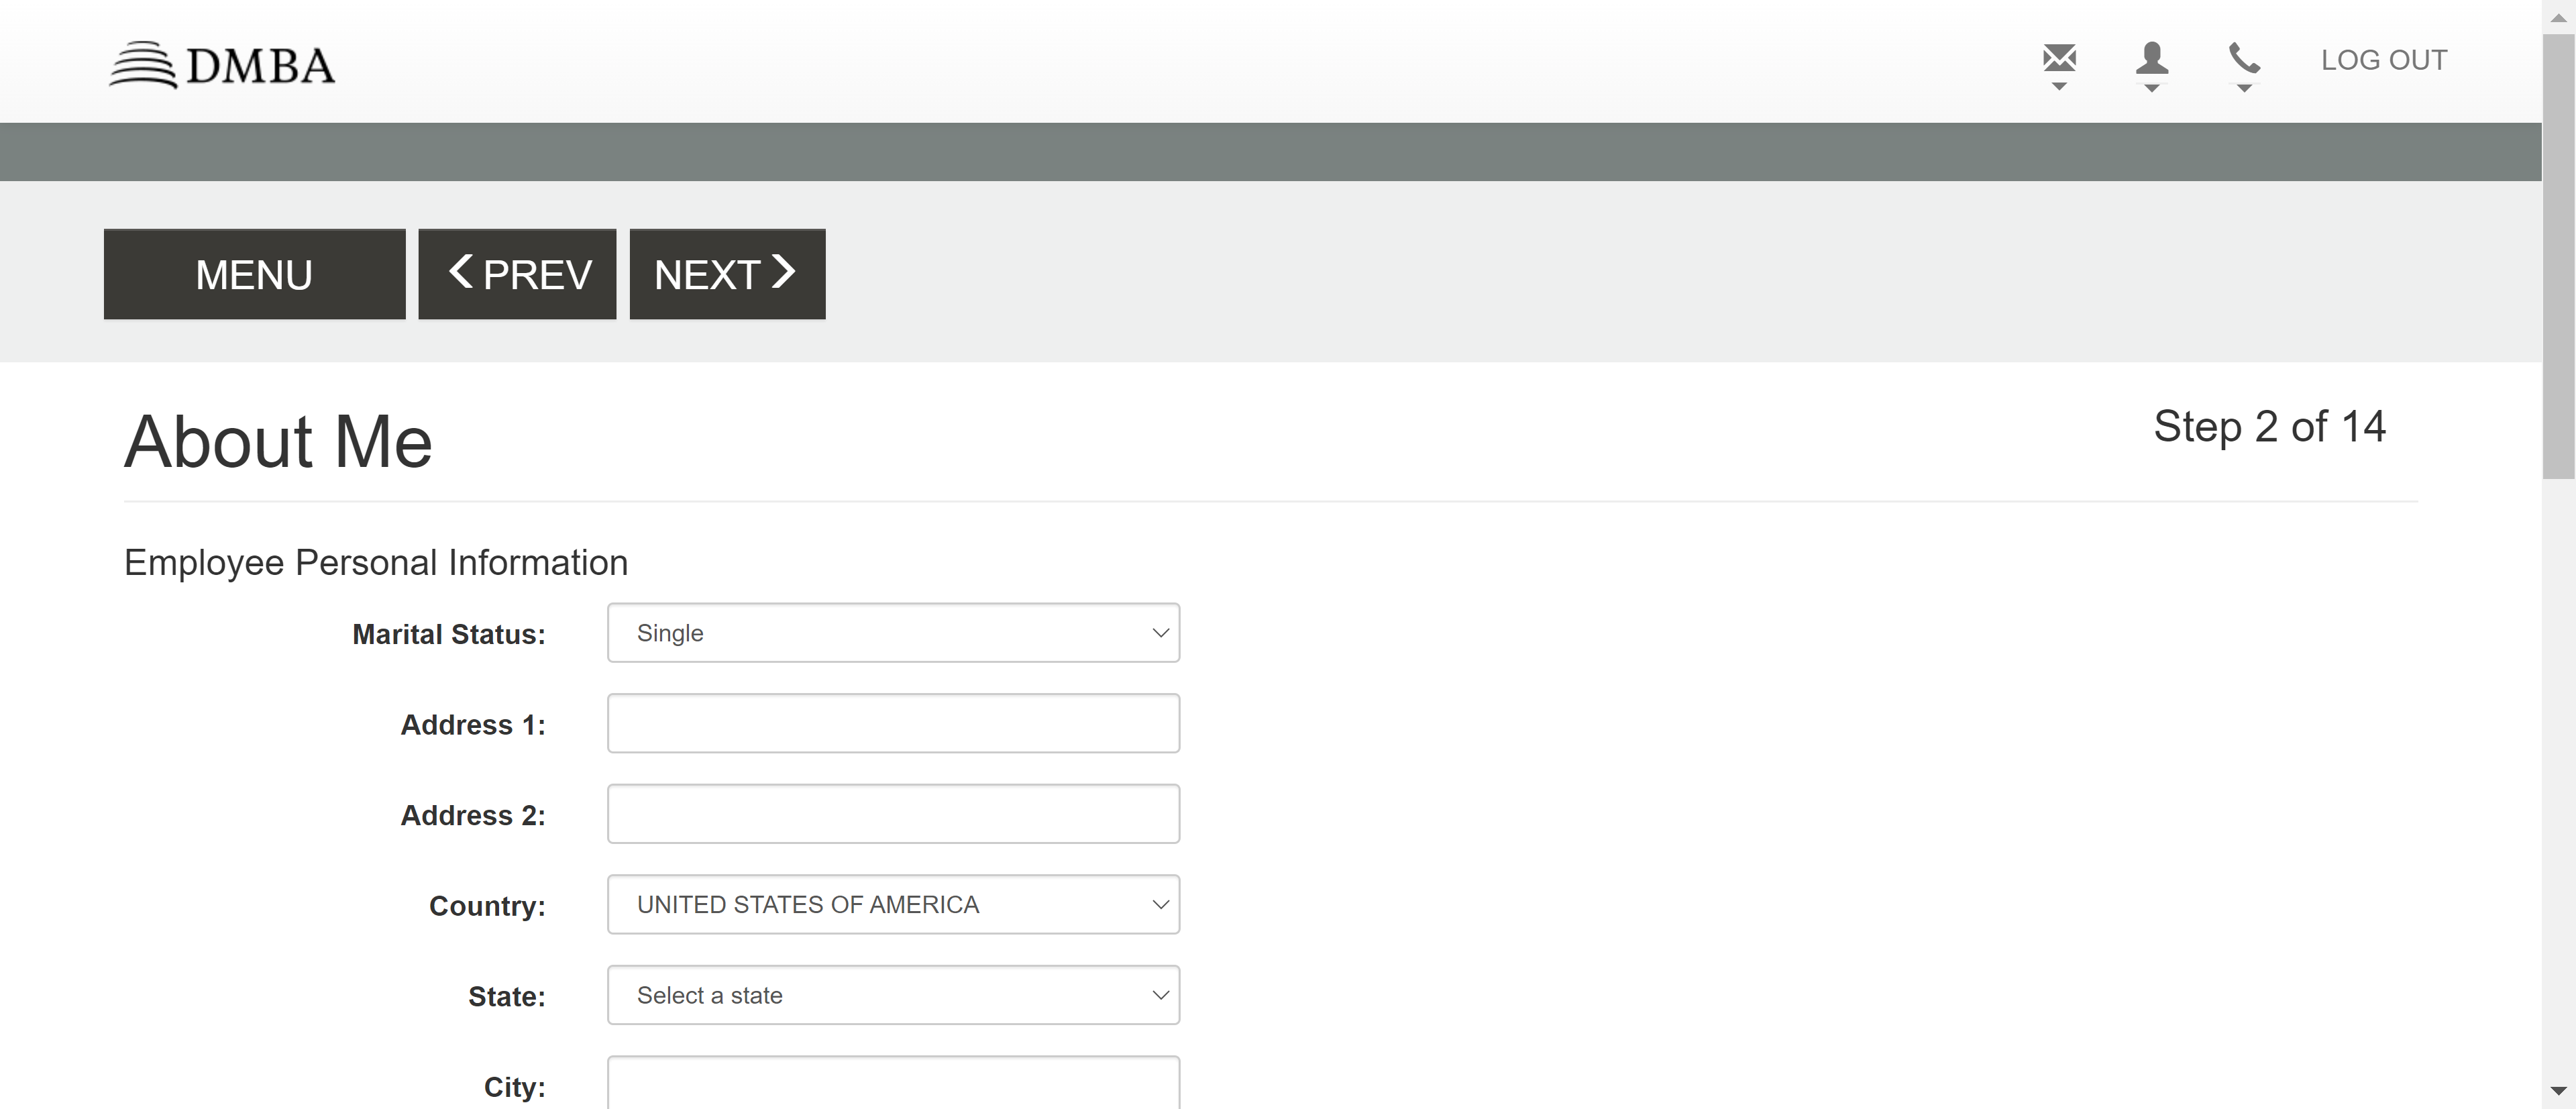 DMBA
LOG OUT
MENU
PREV
NEXT
About Me
Step 2 of 14
Employee Personal Information
Marital Status: Single
Address 1:
Address 2:
Country: UNITED STATES OF AMERICA
State: Select a state
City: